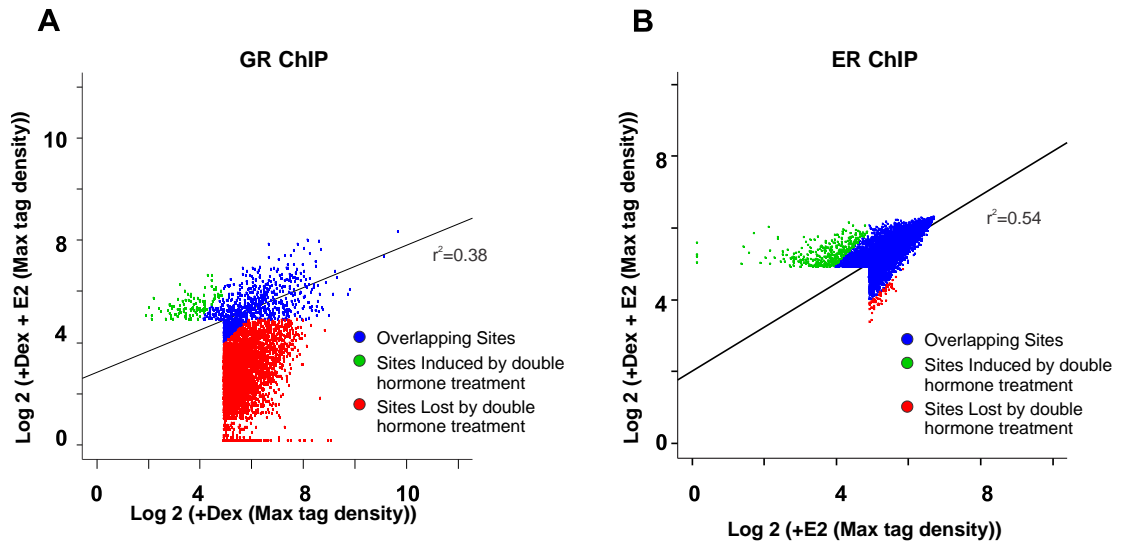 A
GR ChIP
Log 2 (+Dex + E2 (Max tag density))
10
8
4
0
r²=0.38
Overlapping Sites
Sites Induced by double
hormone treatment
Sites Lost by double
hormone treatment
0 4 8 10
Log 2 (+Dex (Max tag density))
B
ER ChIP
Log 2 (+Dex + E2 (Max tag density))
8
4
0
r²=0.54
Overlapping Sites
Sites Induced by double
hormone treatment
Sites Lost by double
hormone treatment
0 4 8
Log 2 (+E2 (Max tag density))